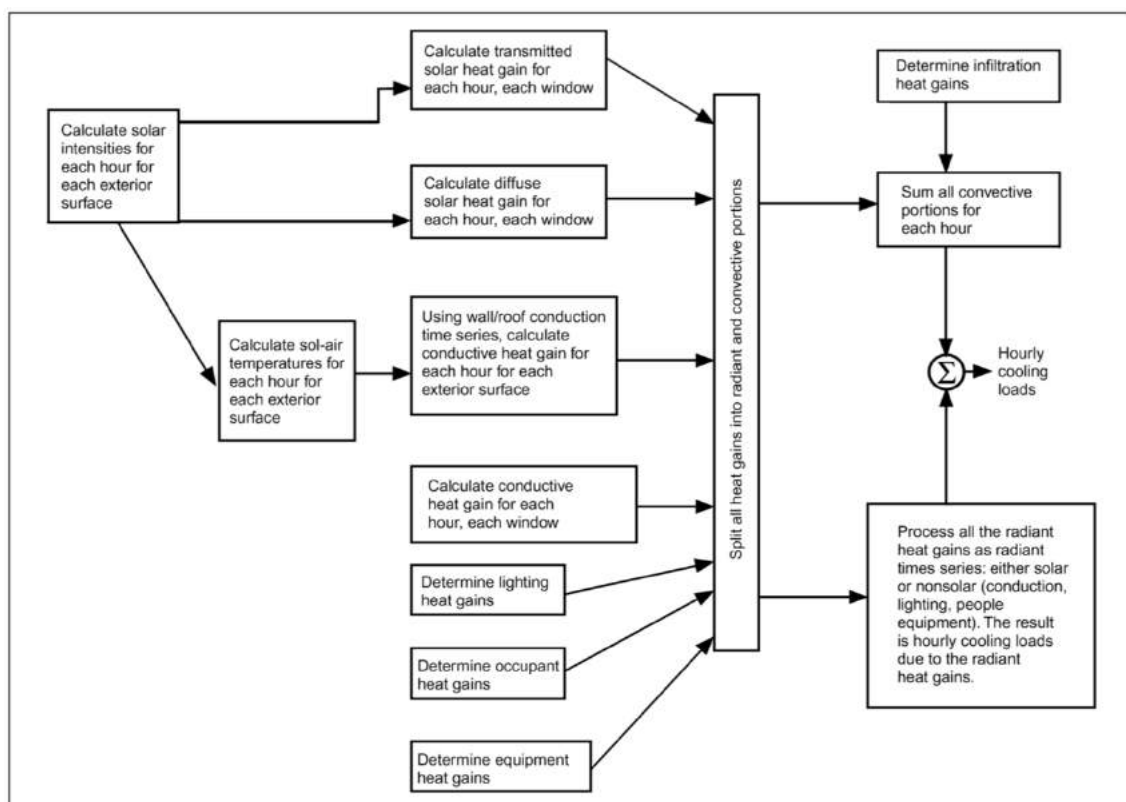 Calculate transmitted
solar heat gain for
each hour, each window
Determine infiltration
heat gains
Calculate solar
intensities for
each hour for
each exterior
surface
Calculate diffuse
solar heat gain for
each hour, each window
Sum all convective
portions for
each hour
Split all heat gains into radiant and convective portions
Calculate sol-air
temperatures for
each hour for
each exterior
surface
Using wall/roof conduction
time series, calculate
conductive heat gain for
each hour for each
exterior surface
Σ
Hourly
cooling
loads
Calculate conductive
heat gain for each
hour, each window
Determine lighting
heat gains
Determine occupant
heat gains
Determine equipment
heat gains
Process all the radiant
heat gains as radiant
times series: either solar
or nonsolar (conduction,
lighting, people
equipment). The result
is hourly cooling loads
due to the radiant
heat gains.